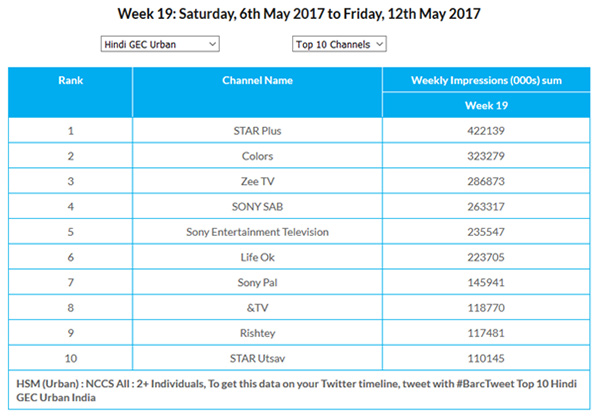 Week 19: Saturday, 6th May 2017 to Friday, 12th May 2017
Hindi GEC Urban Top 10 Channels
Rank Channel Name Weekly Impressions (000s) sum
Week 19
1 STAR Plus 422139
2 Colors 323279
3 Zee TV 286873
4 SONY SAB 263317
5 Sony Entertainment Television 235547
6 Life Ok 223705
7 Sony Pal 145941
8 &TV 118770
9 Rishtey 117481
10 STAR Utsav 110145
HSM (Urban) : NCCS All : 2+ Individuals, To get this data on your Twitter timeline, tweet with #BarcTweet Top 10 Hindi
GEC Urban India